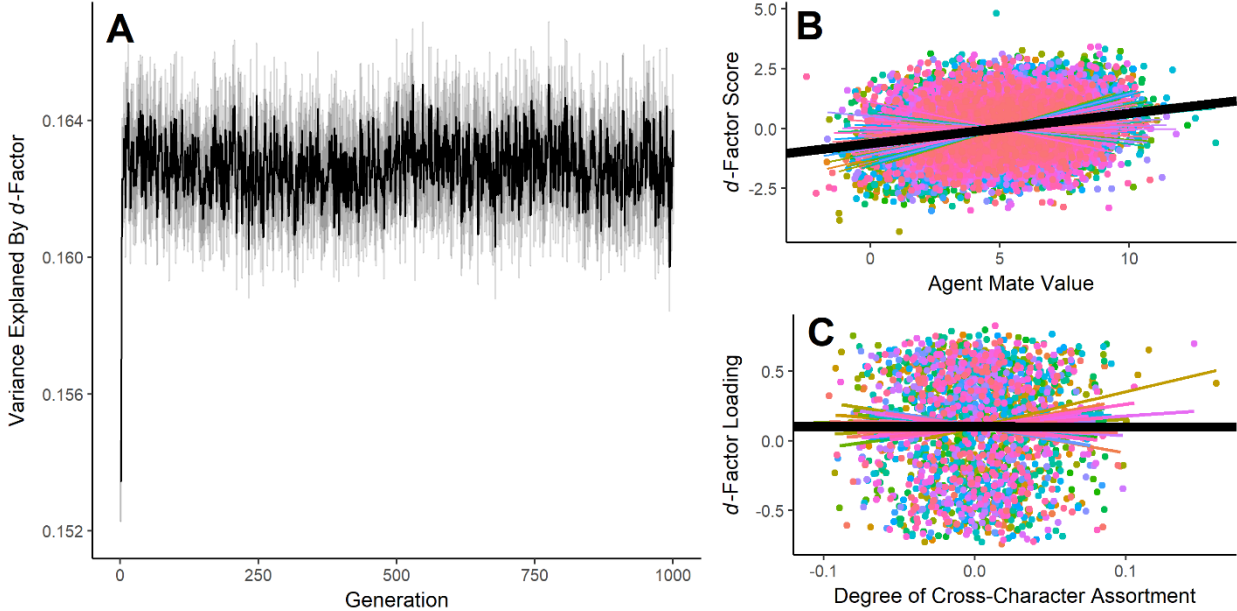 A
Variance Explaned By d-Factor
0.164
0.160
0.156
0.152
0
250
500
750
1000
Generation
B
d-Factor Score
5.0
2.5
0.0
-2.5
0
5
10
Agent Mate Value
C
d-Factor Loading
0.5
0.0
-0.5
-0.1
0.0
0.1
Degree of Cross-Character Assortment